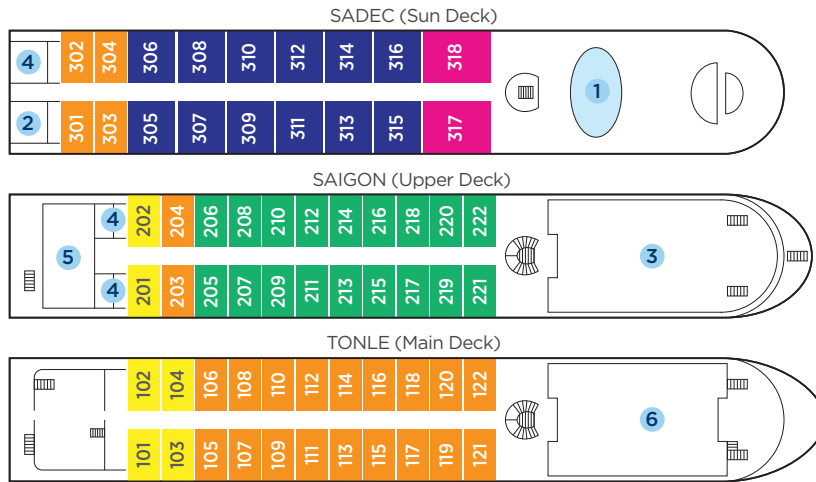 SADEC (Sun Deck)
4 302 304 306 308 310 312 314 316 318
1
2 301 303 305 307 309 311 313 315 317
SAIGON (Upper Deck)
4 202 204 206 208 210 212 214 216 218 220 222
5 3
4 201 203 205 207 209 211 213 215 217 219 221
TONLE (Main Deck)
102 104 106 108 110 112 114 116 118 120 122
6
101 103 105 107 109 111 113 115 117 119 121